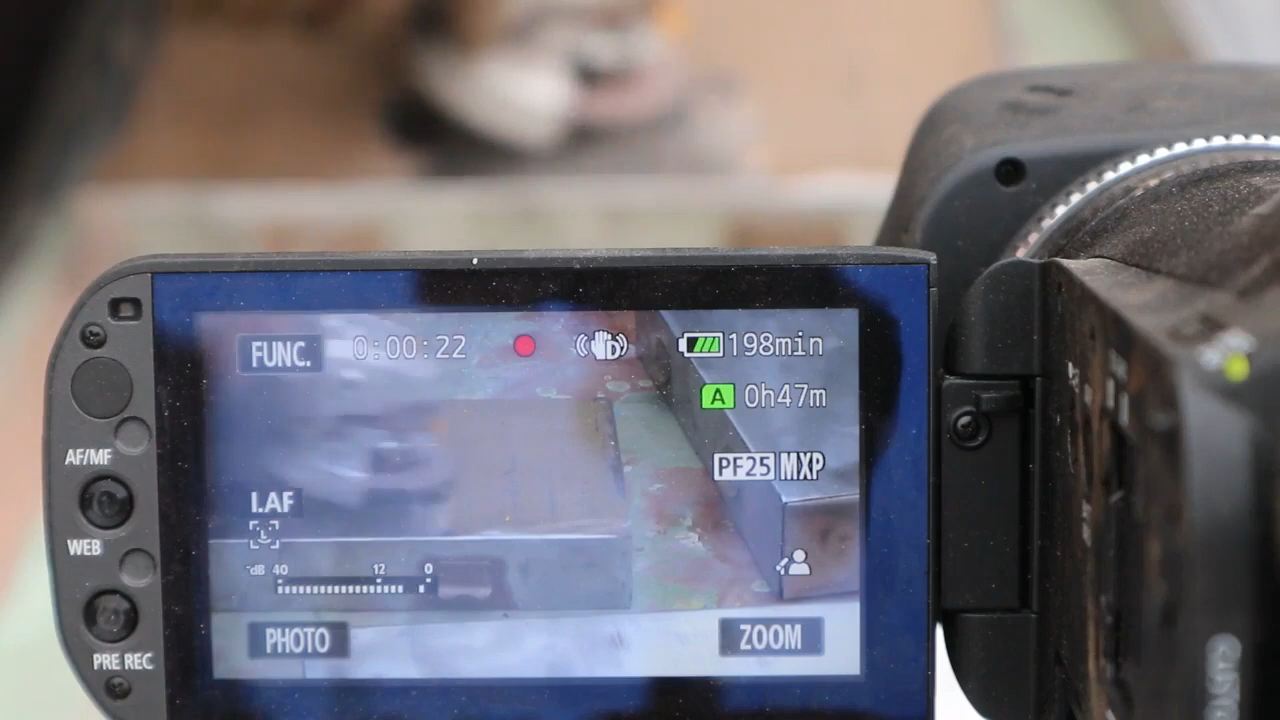 FUNC. 0:00:22 D 198min
A 0h47m
PF25 MXP
AF/MF
I.AF
WEB
-dB 40 12 0
PHOTO ZOOM
PRE REC